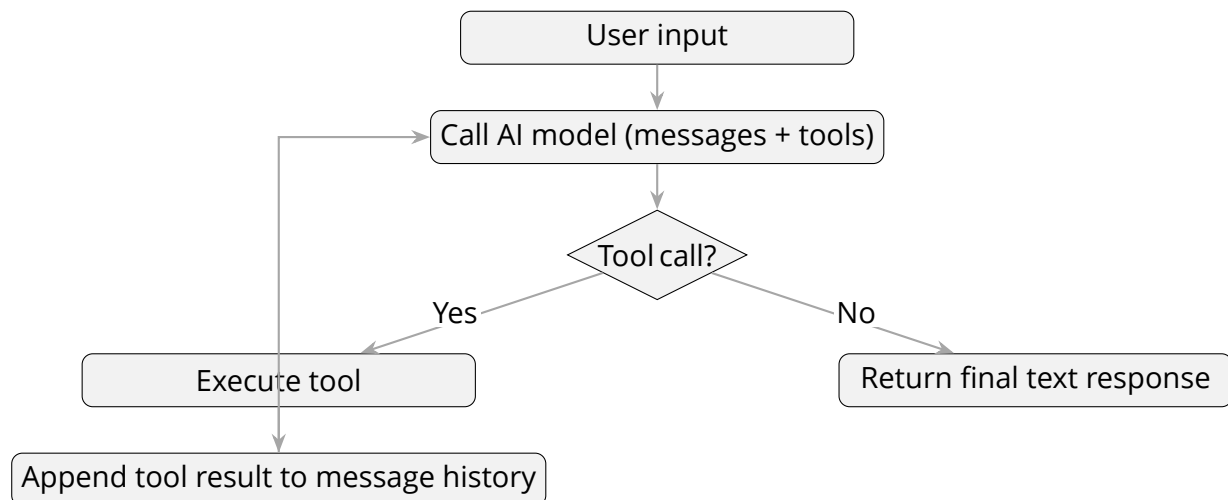 User input
Call AI model (messages + tools)
Tool call?
Yes
No
Execute tool
Return final text response
Append tool result to message history